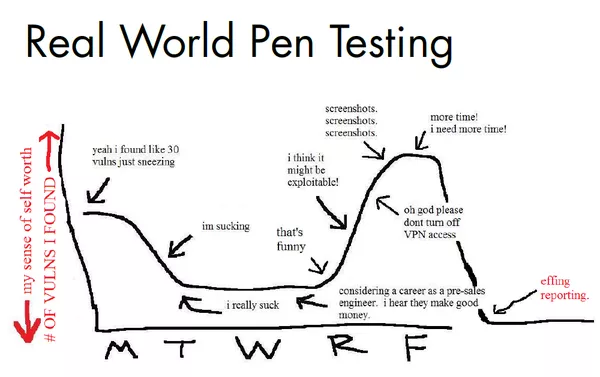 Real World Pen Testing
my sense of self worth
# OF VULNS I FOUND
yeah i found like 30
vulns just sneezing
im sucking
i really suck
that's
funny
considering a career as a pre-sales
engineer. i hear they make good
money.
i think it
might be
exploitable!
screenshots.
screenshots.
screenshots.
oh god please
dont turn off
VPN access
more time!
i need more time!
effing
reporting.
M T W R F